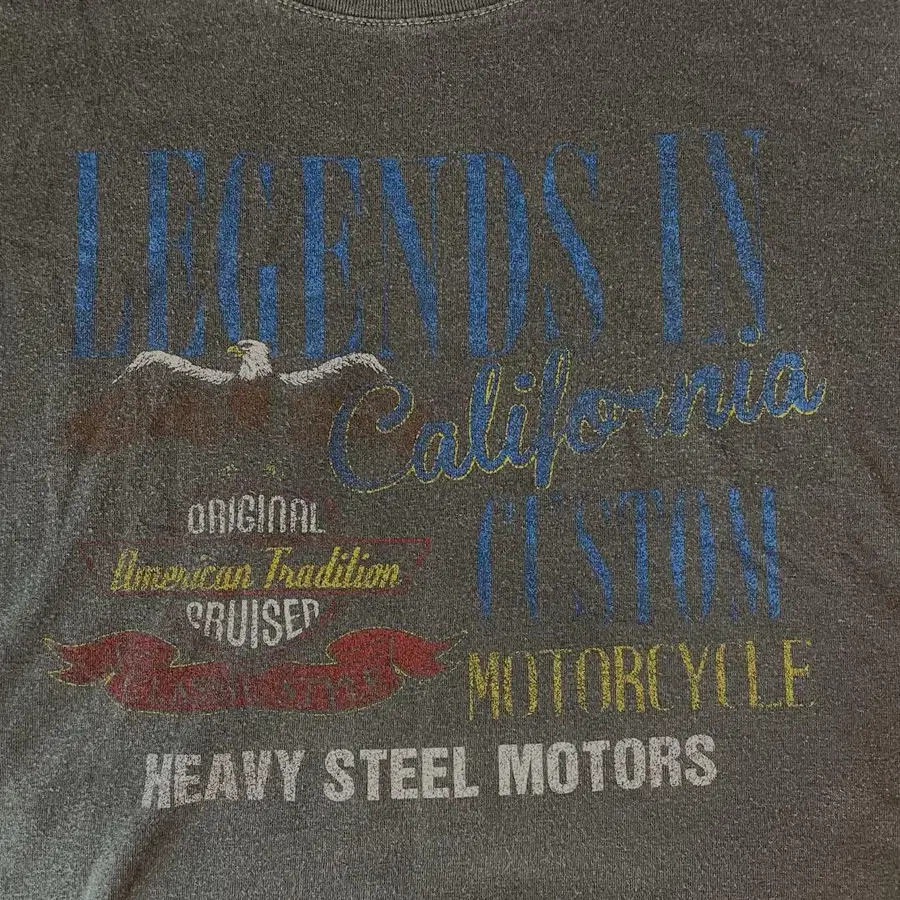 LEGENDS IN
California
ORIGINAL
American Tradition
CRUISER
CUSTOM
MOTORCYCLE
HEAVY STEEL MOTORS